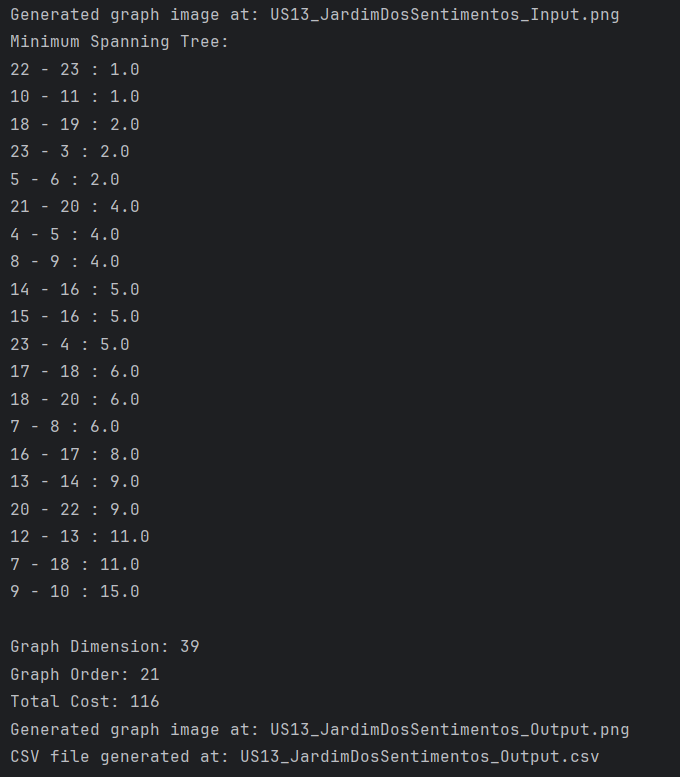 Generated graph image at: US13_JardimDosSentimentos_Input.png
Minimum Spanning Tree:
22 - 23 : 1.0
10 - 11 : 1.0
18 - 19 : 2.0
23 - 3 : 2.0
5 - 6 : 2.0
21 - 20 : 4.0
4 - 5 : 4.0
8 - 9 : 4.0
14 - 16 : 5.0
15 - 16 : 5.0
23 - 4 : 5.0
17 - 18 : 6.0
18 - 20 : 6.0
7 - 8 : 6.0
16 - 17 : 8.0
13 - 14 : 9.0
20 - 22 : 9.0
12 - 13 : 11.0
7 - 18 : 11.0
9 - 10 : 15.0
Graph Dimension: 39
Graph Order: 21
Total Cost: 116
Generated graph image at: US13_JardimDosSentimentos_Output.png
CSV file generated at: US13_JardimDosSentimentos_Output.csv